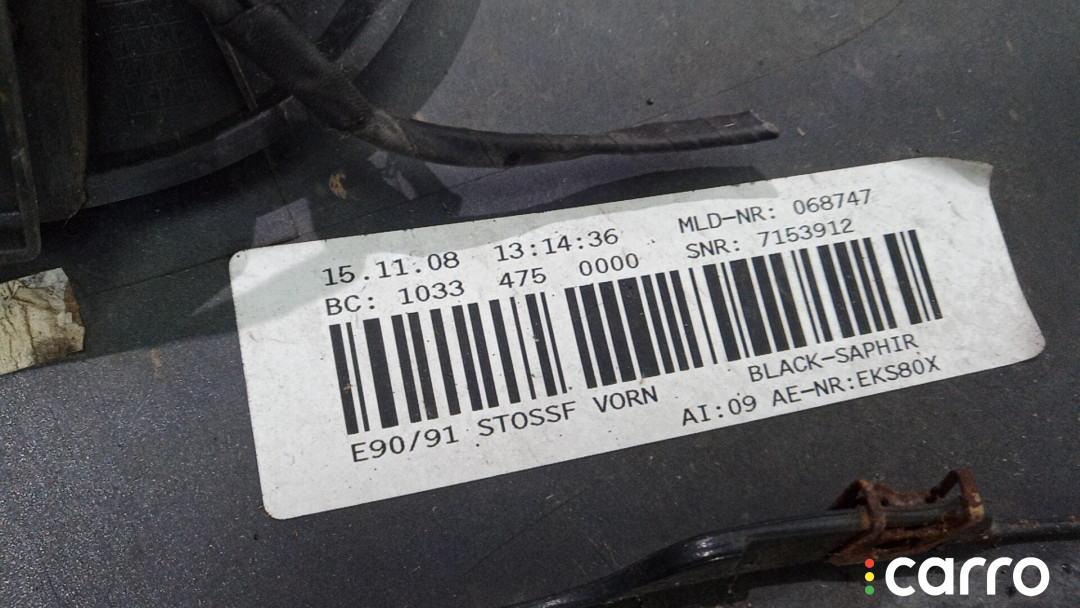 15.11.08 13:14:36 MLD-NR: 068747
BC: 1033 475 0000 SNR: 7153912
E90/91 STOSSF VORN BLACK-SAPHIR
AI:09 AE-NR:EKS80X
carro